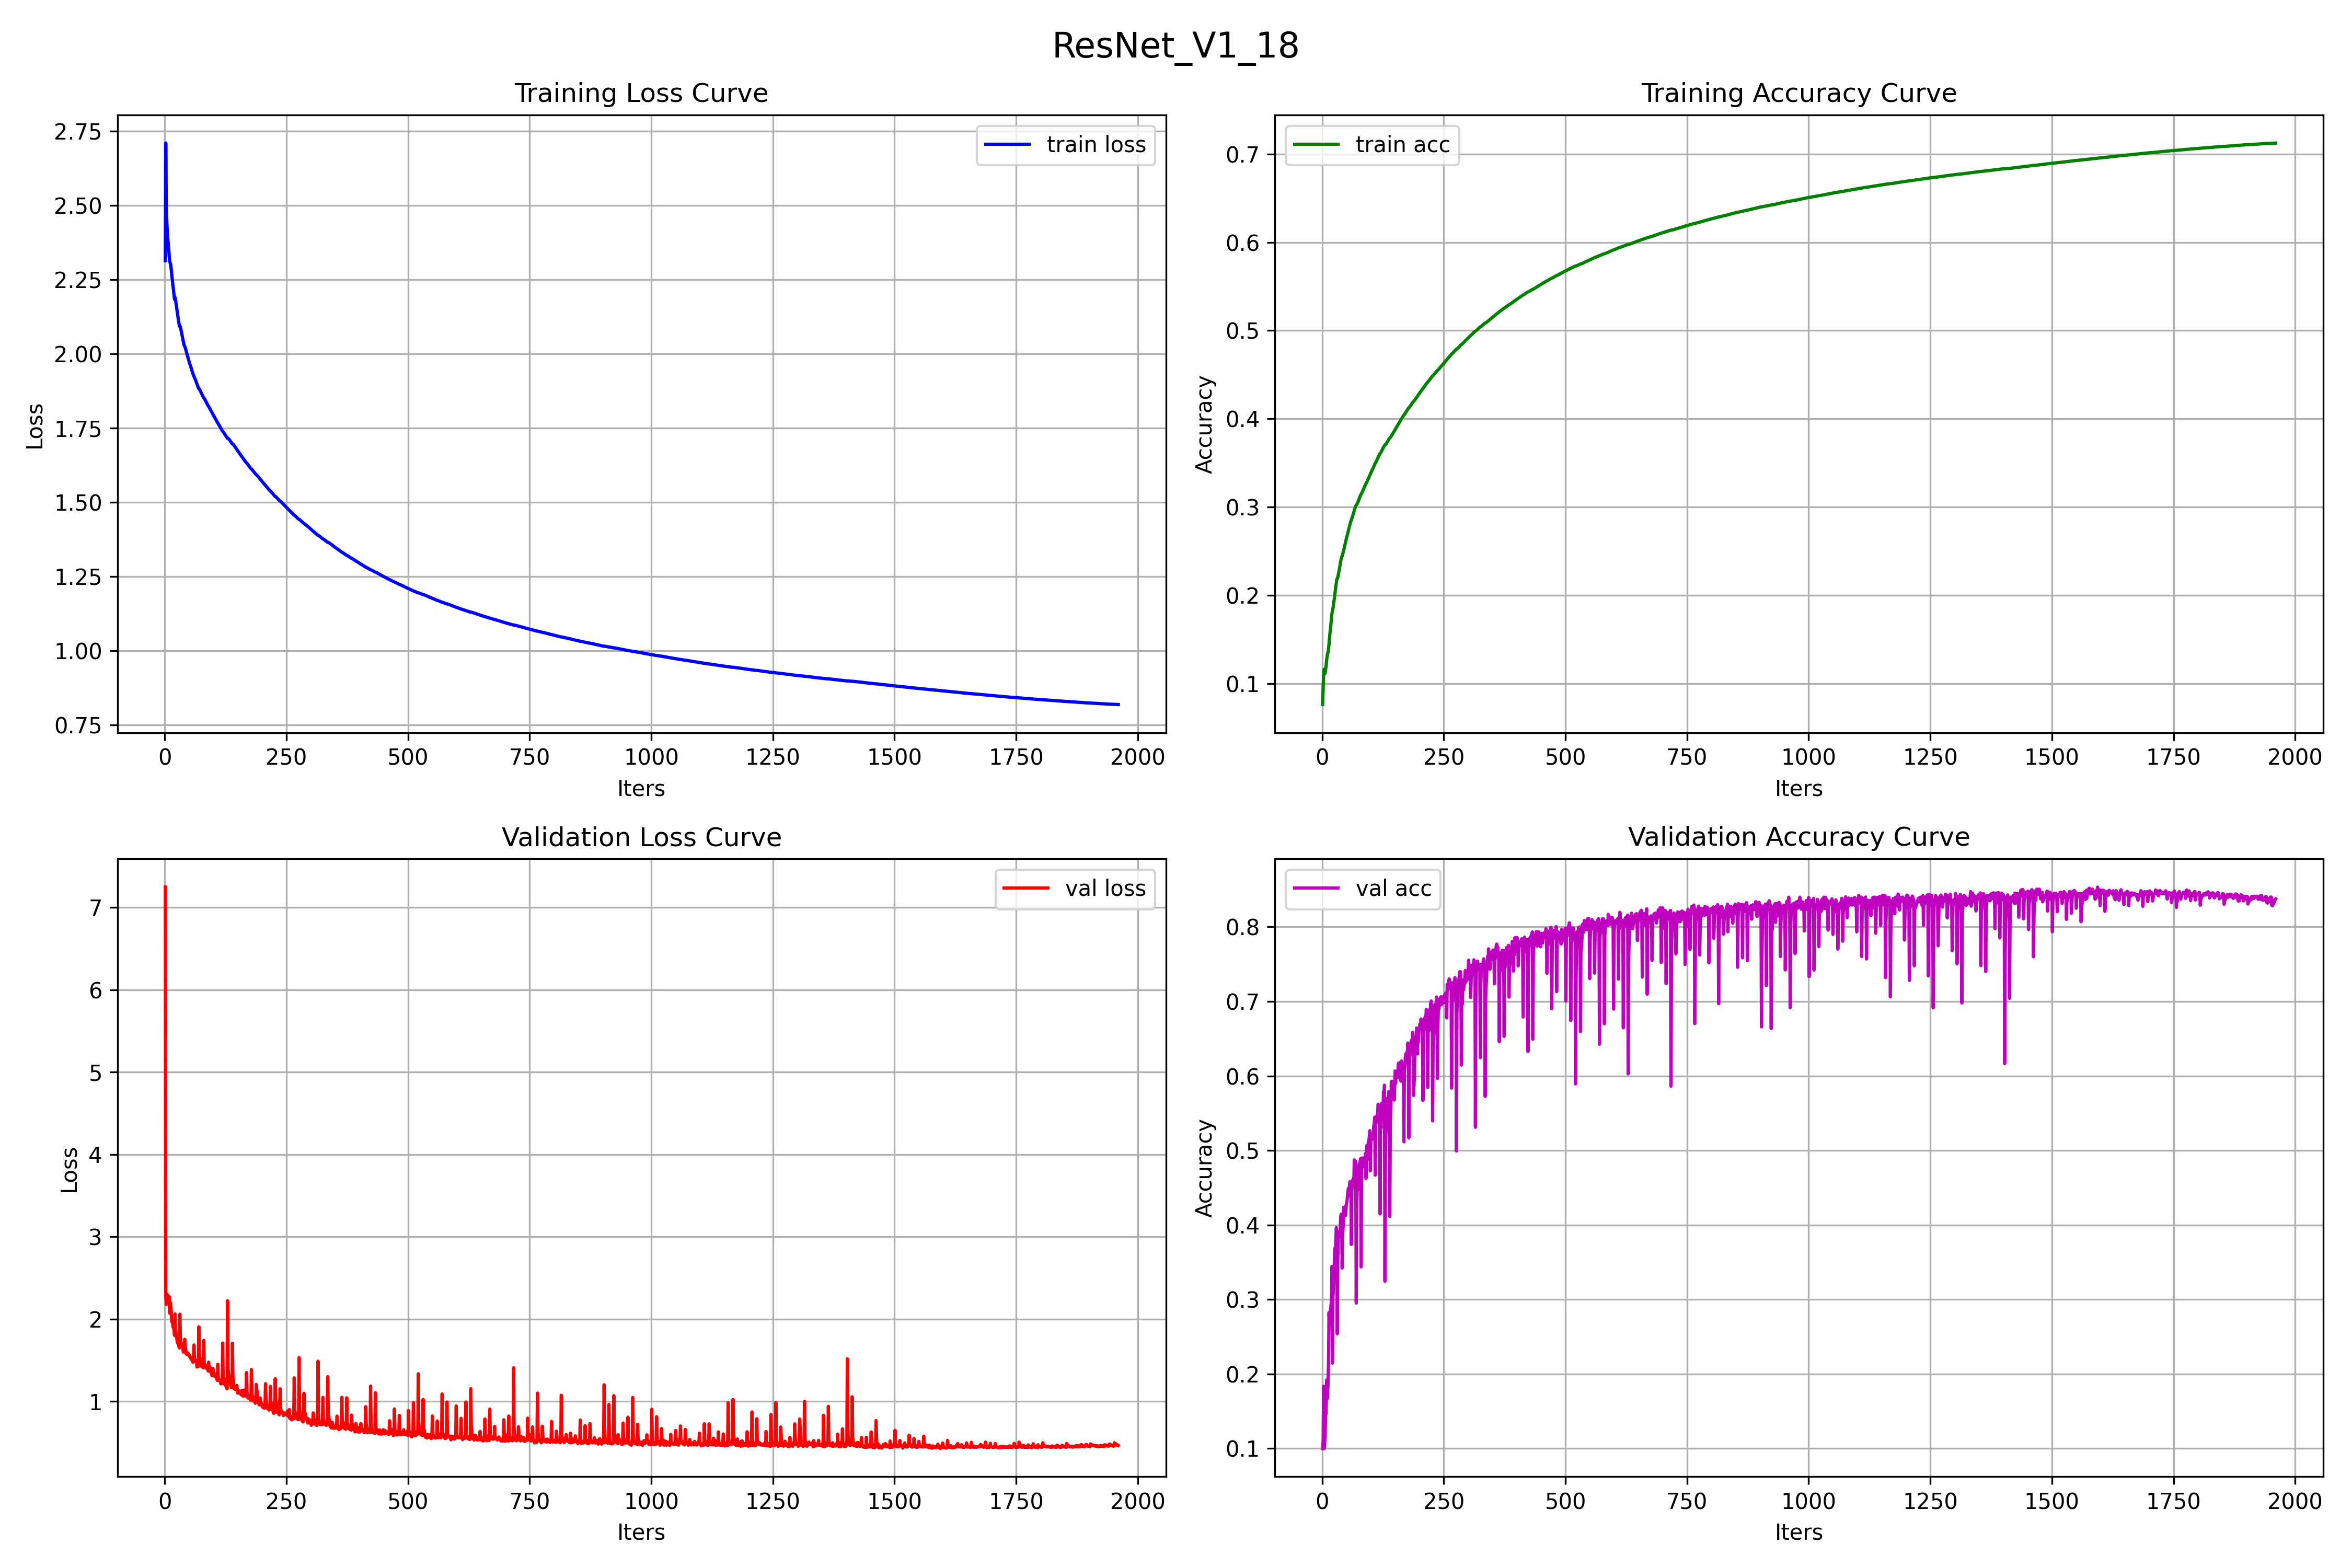 ResNet_V1_18
Training Loss Curve
2.75
2.50
2.25
2.00
1.75
1.50
1.25
1.00
0.75
Loss
train loss
0 250 500 750 1000 1250 1500 1750 2000
Iters
Training Accuracy Curve
0.7
0.6
0.5
0.4
0.3
0.2
0.1
Accuracy
train acc
0 250 500 750 1000 1250 1500 1750 2000
Iters
Validation Loss Curve
7
6
5
4
3
2
1
Loss
val loss
0 250 500 750 1000 1250 1500 1750 2000
Iters
Validation Accuracy Curve
0.8
0.7
0.6
0.5
0.4
0.3
0.2
0.1
Accuracy
val acc
0 250 500 750 1000 1250 1500 1750 2000
Iters